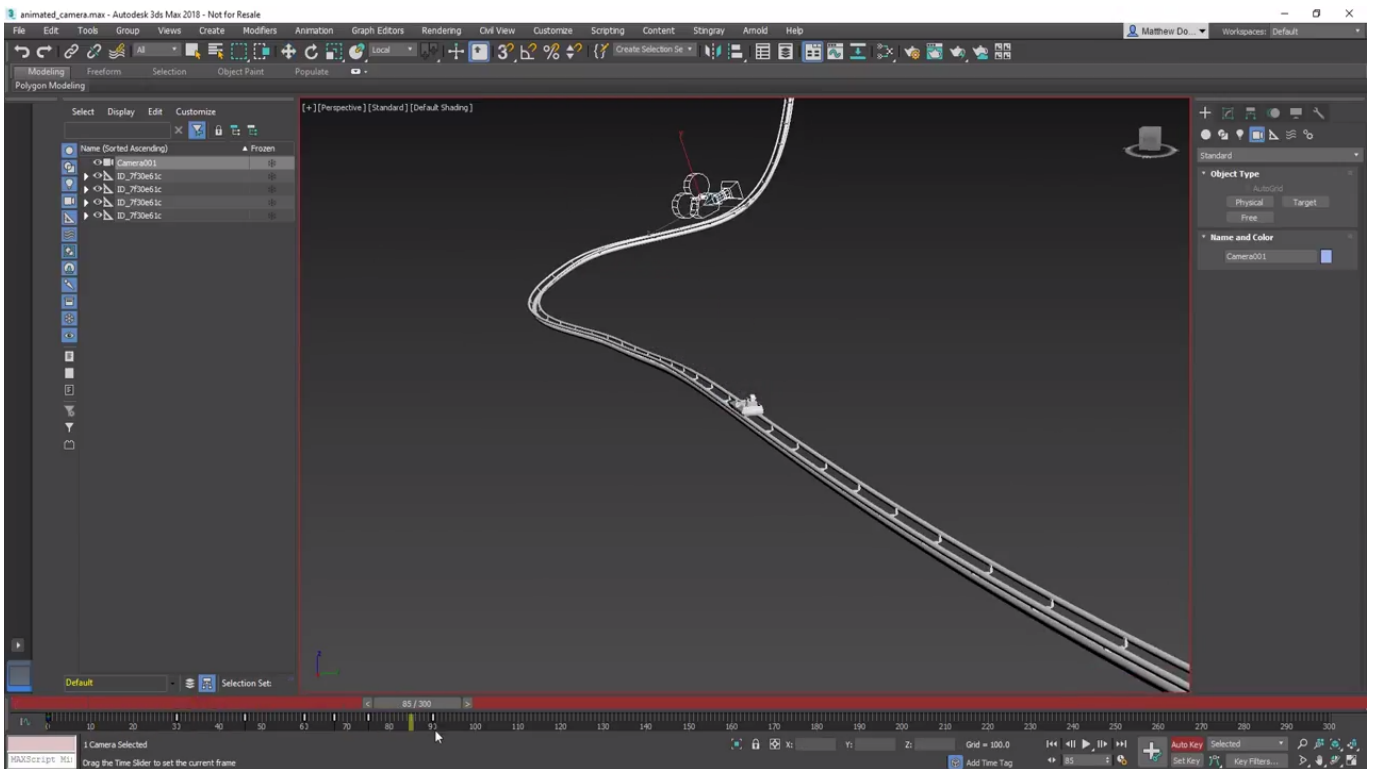 animated_camera.max - Autodesk 3ds Max 2018 - Not for Resale
File Edit Tools Group Views Create Modifiers Animation Graph Editors Rendering Civil View Customize Scripting Content Stingray Arnold Help Matthew Do... Workspaces: Default
All Local Create Selection Se
Modeling Freeform Selection Object Paint Populate
Polygon Modeling
Select Display Edit Customize
[+] [Perspective] [Standard] [Default Shading]
Name (Sorted Ascending) Frozen
Camera001
ID_7f30e61c
ID_7f30e61c
ID_7f30e61c
ID_7f30e61c
Standard
Object Type
AutoGrid
Physical Target
Free
Name and Color
Camera001
Default Selection Set:
85 / 300
10 20 40 50 70 80 100 110 120 130 140 150 160 170 180 190 200 210 220 230 240 250 260 270 280 290 300
1 Camera Selected X: Y: Z: Grid = 100.0 Auto Key Selected
MAXScript Mi Drag the Time Slider to set the current frame Add Time Tag 85 Set Key Key Filters...